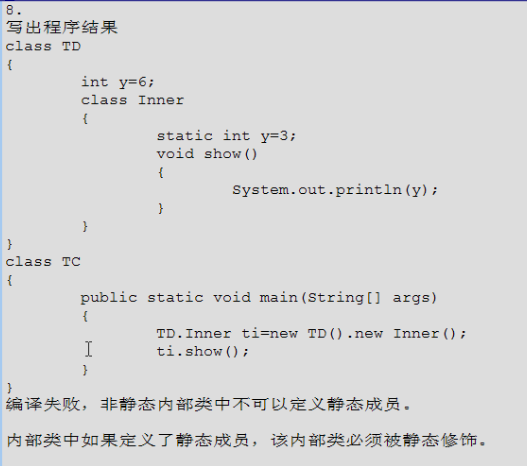 8.
写出程序结果
class TD
{
int y=6;
class Inner
{
static int y=3;
void show()
{
System.out.println(y);
}
}
}
class TC
{
public static void main(String[] args)
{
TD.Inner ti=new TD().new Inner();
ti.show();
}
}
编译失败，非静态内部类中不可以定义静态成员。
内部类中如果定义了静态成员，该内部类必须被静态修饰。